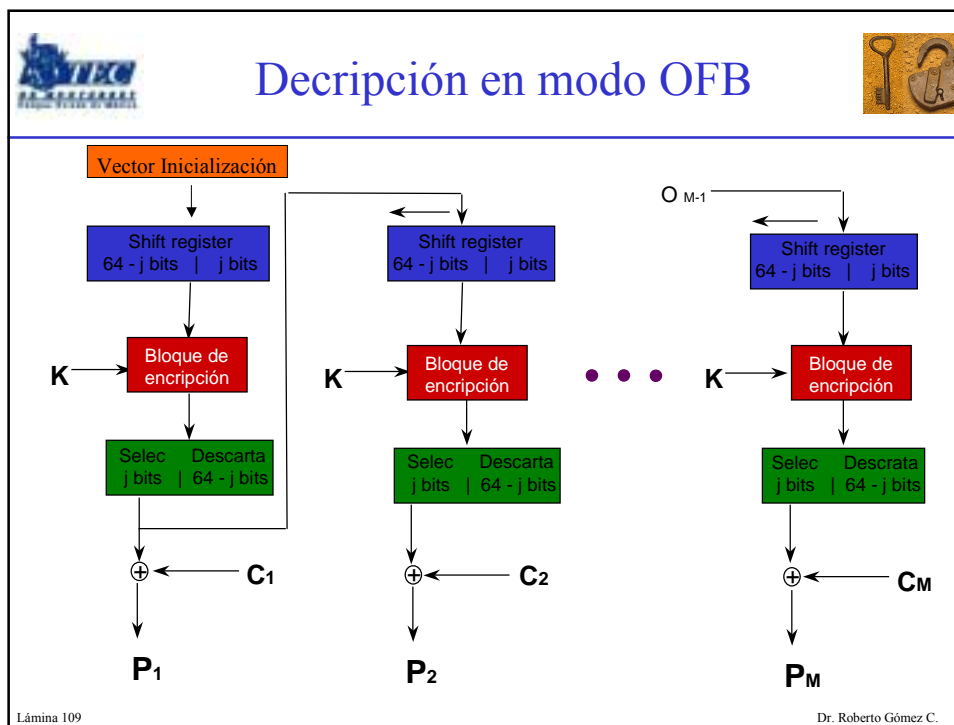 TEC
DE MONTERREY
Decripción en modo OFB
Vector Inicialización
Shift register
64 - j bits | j bits
K
Bloque de
encripción
Selec Descarta
j bits | 64 - j bits
C1
P1
Shift register
64 - j bits | j bits
K
Bloque de
encripción
Selec Descarta
j bits | 64 - j bits
C2
P2
O M-1
Shift register
64 - j bits | j bits
K
Bloque de
encripción
Selec Descrata
j bits | 64 - j bits
CM
PM
Lámina 109
Dr. Roberto Gómez C.